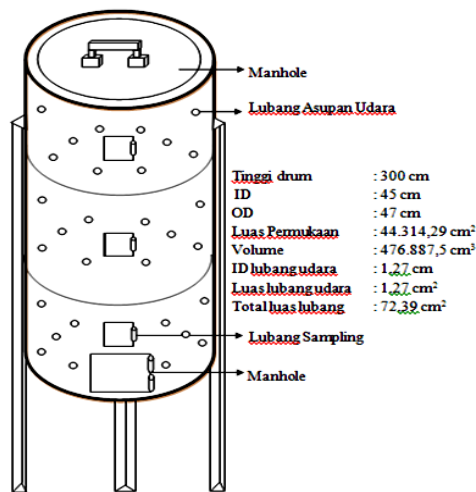 Manhole
Lubang Asupan Udara
Tinggi drum : 300 cm
ID : 45 cm
OD : 47 cm
Luas Permukaan : 44.314,29 cm²
Volume : 476.887,5 cm³
ID lubang udara : 1,27 cm
Luas lubang udara : 1,27 cm²
Total luas lubang : 72,39 cm²
Lubang Sampling
Manhole